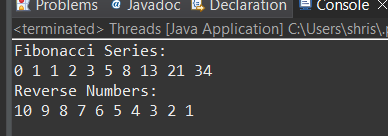 Problems @ Javadoc Declaration Console
<terminated> Threads [Java Application] C:\Users\shris\.
Fibonacci Series:
0 1 1 2 3 5 8 13 21 34
Reverse Numbers:
10 9 8 7 6 5 4 3 2 1